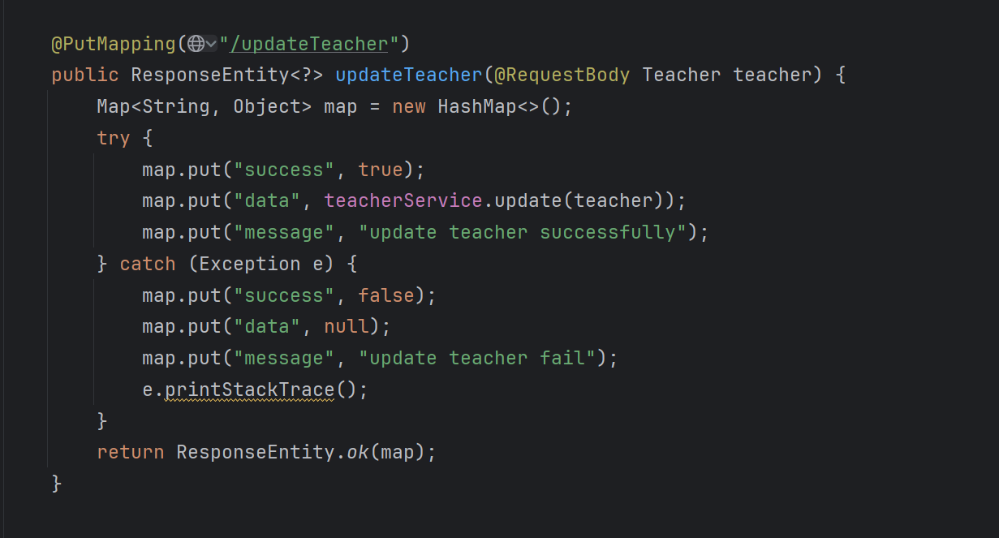 @PutMapping("/updateTeacher")
public ResponseEntity<?> updateTeacher(@RequestBody Teacher teacher) {
    Map<String, Object> map = new HashMap<>();
    try {
        map.put("success", true);
        map.put("data", teacherService.update(teacher));
        map.put("message", "update teacher successfully");
    } catch (Exception e) {
        map.put("success", false);
        map.put("data", null);
        map.put("message", "update teacher fail");
        e.printStackTrace();
    }
    return ResponseEntity.ok(map);
}